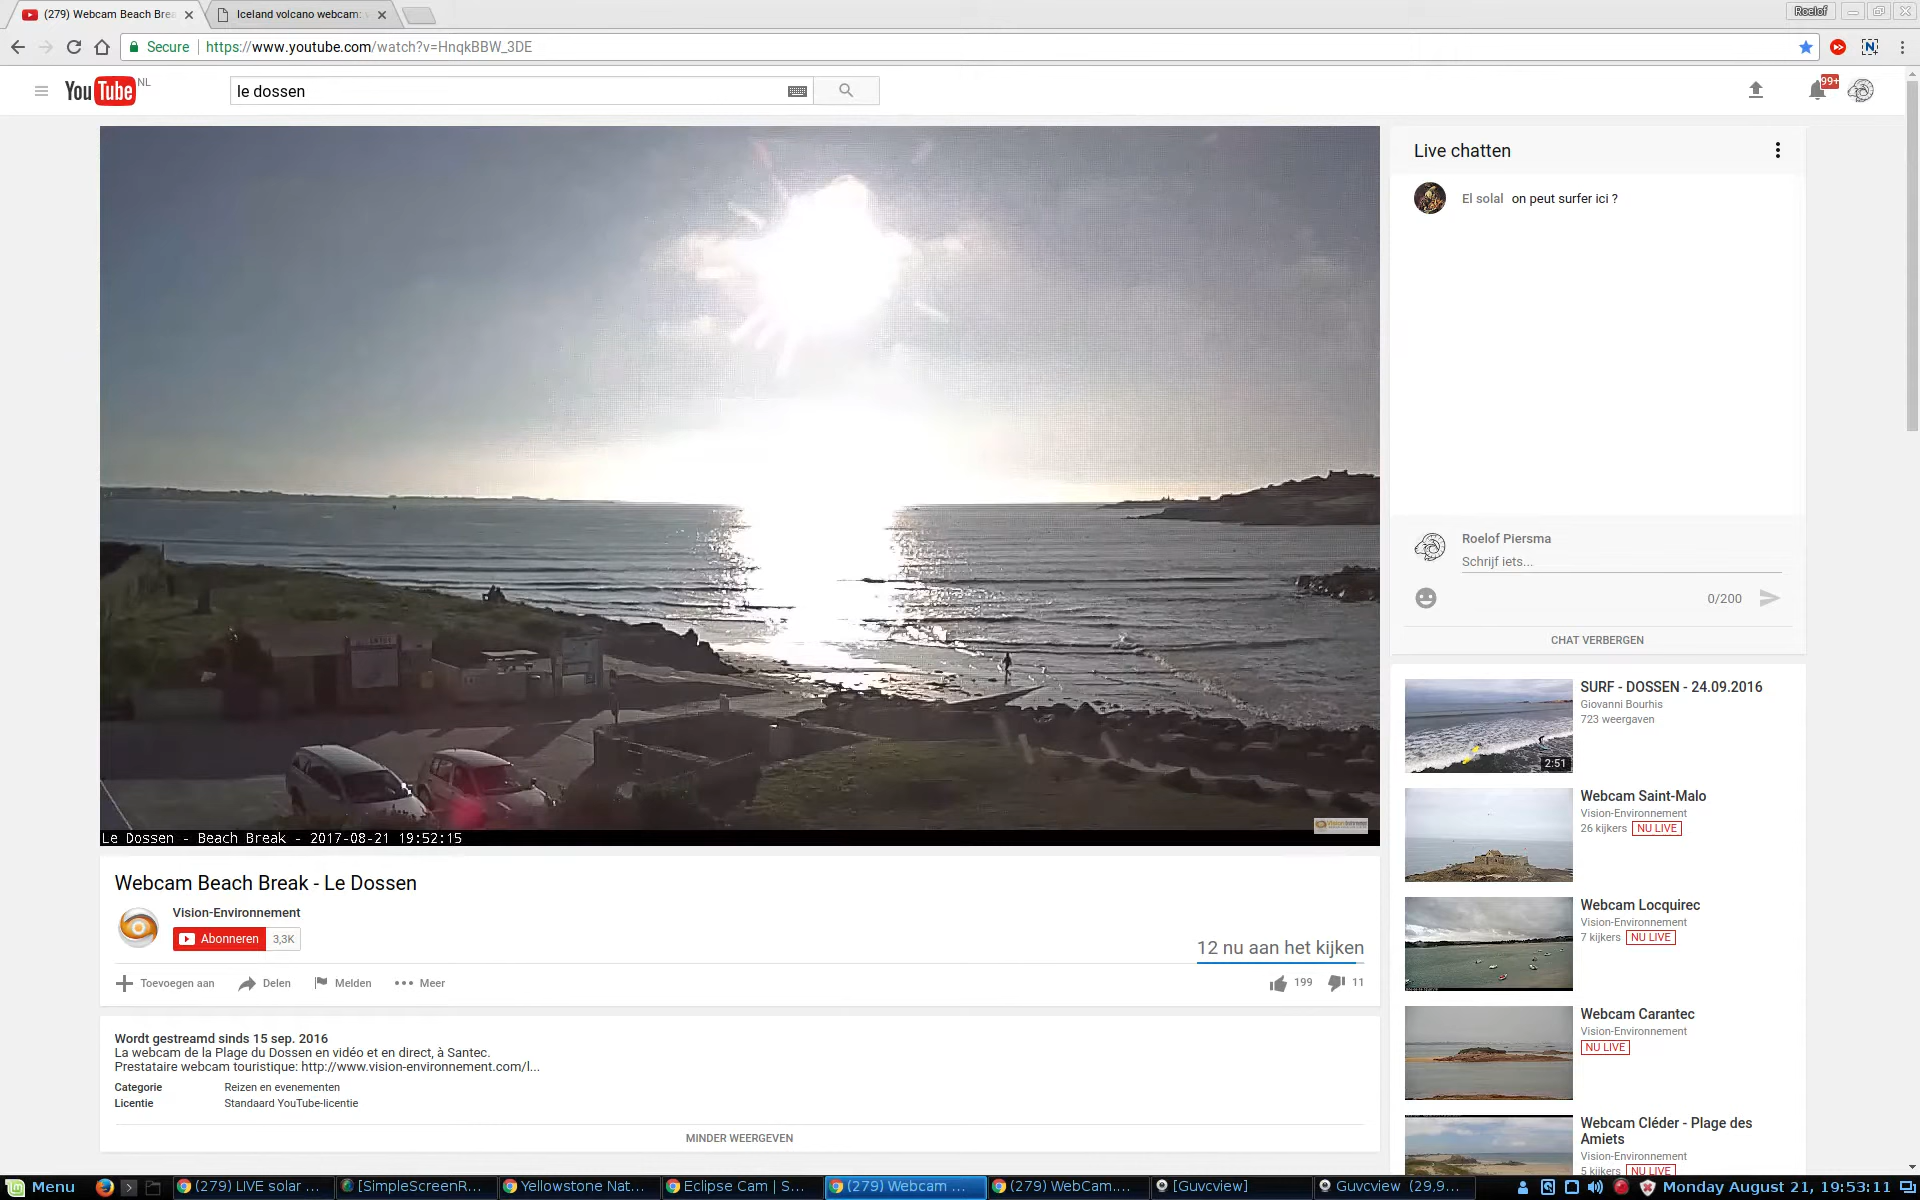 (279) Webcam Beach Bre
Iceland volcano webcam:
Roelof
Secure
https://www.youtube.com/watch?v=HnqkBBW_3DE
YouTube NL
le dossen
99+
Live chatten
El solal on peut surfer ici ?
Roelof Piersma
Schrijf iets...
0/200
CHAT VERBERGEN
Le Dossen - Beach Break - 2017-08-21 19:52:15
Webcam Beach Break - Le Dossen
Vision-Environnement
Abonneren 3,3K
12 nu aan het kijken
Toevoegen aan Delen Melden Meer
199 11
Wordt gestreamd sinds 15 sep. 2016
La webcam de la Plage du Dossen en vidéo et en direct, à Santec.
Prestataire webcam touristique: http://www.vision-environnement.com/l...
Categorie Reizen en evenementen
Licentie Standaard YouTube-licentie
MINDER WEERGEVEN
SURF - DOSSEN - 24.09.2016
Giovanni Bourhis
723 weergaven
2:51
Webcam Saint-Malo
Vision-Environnement
26 kijkers NU LIVE
Webcam Locquirec
Vision-Environnement
7 kijkers NU LIVE
Webcam Carantec
Vision-Environnement
NU LIVE
Webcam Cléder - Plage des
Amiets
Vision-Environnement
5 kijkers NU LIVE
Menu
(279) LIVE solar ...
[SimpleScreenR...
Yellowstone Nat...
Eclipse Cam | S...
(279) Webcam ...
(279) WebCam....
[Guvcview]
Guvcview (29,9...
Monday August 21, 19:53:11